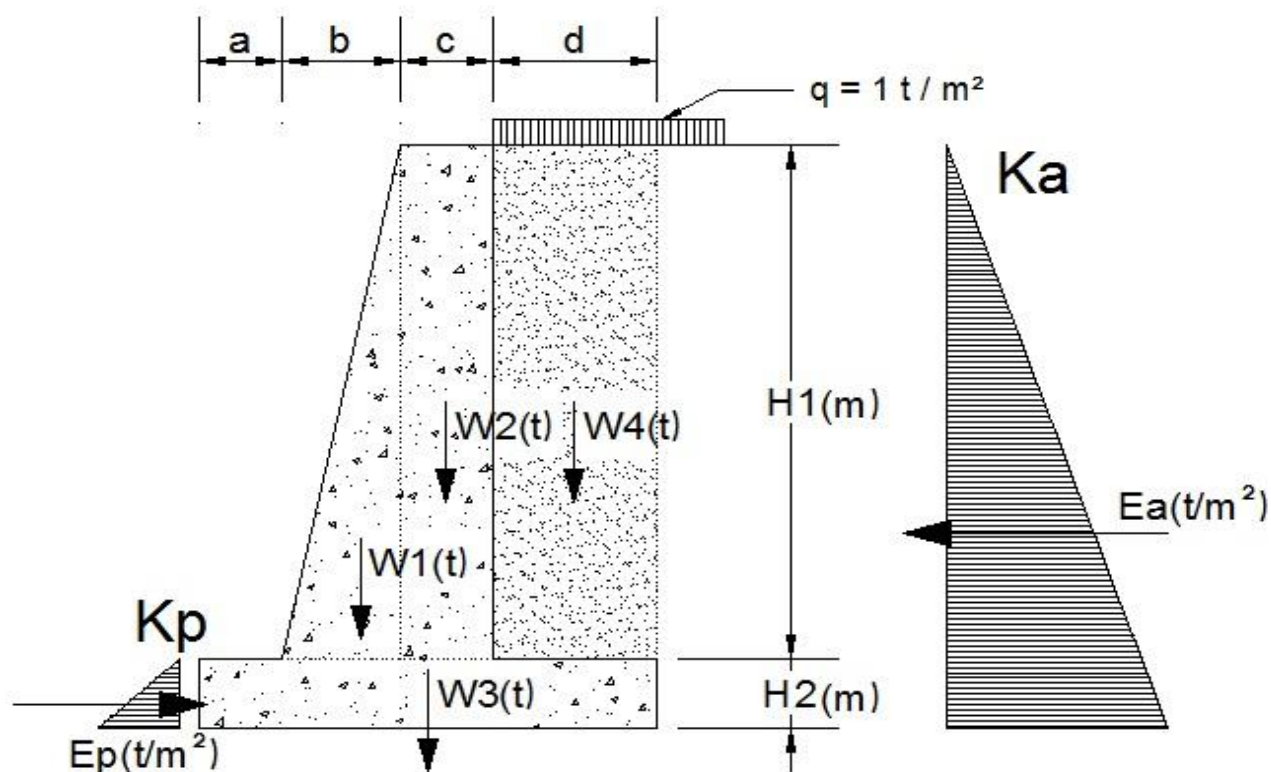 a b c d
q = 1 t / m²
Ka
H1(m)
W2(t) W4(t)
Ea(t/m²)
W1(t)
Kp
W3(t)
H2(m)
Ep(t/m²)